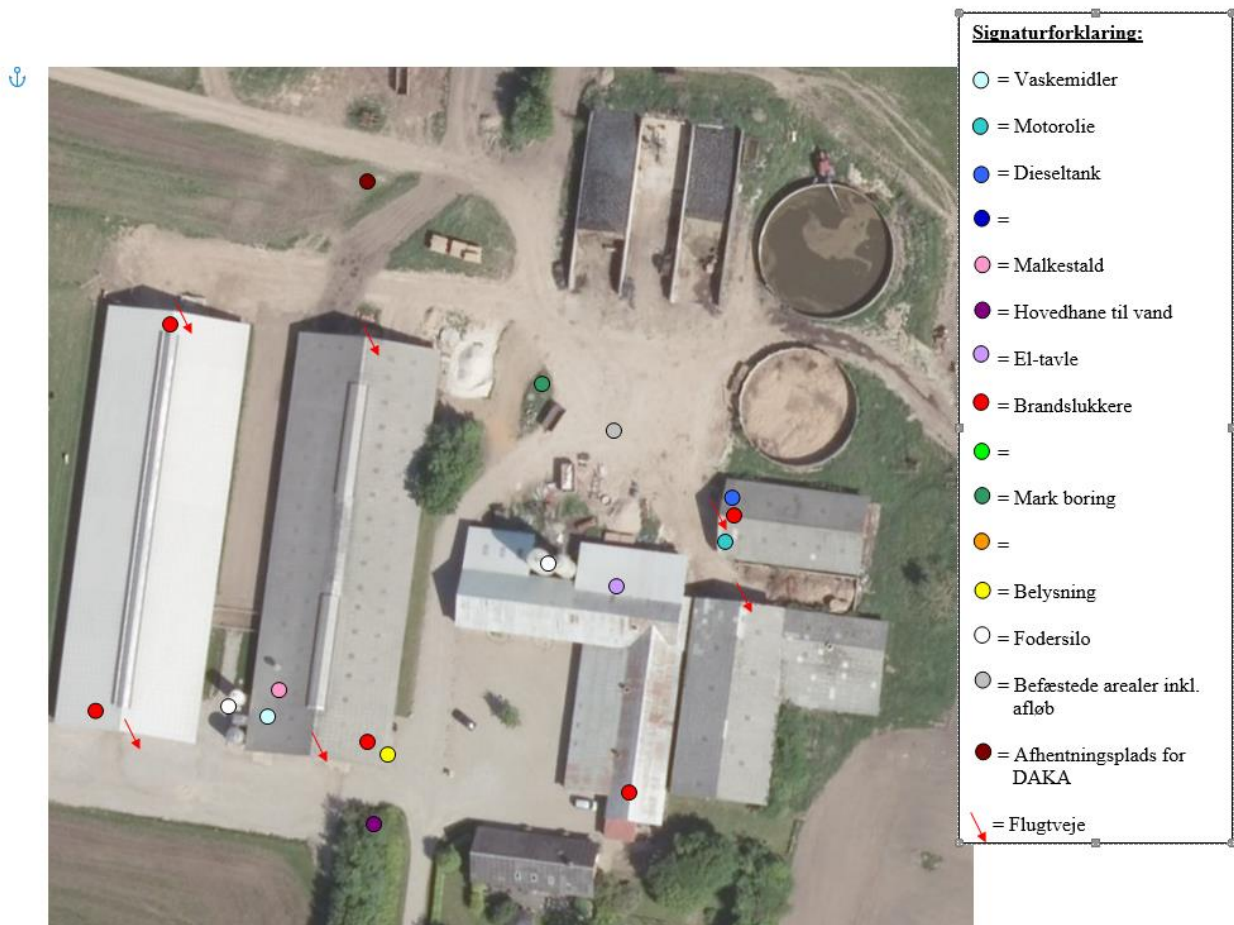 Signaturforklaring:
= Vaskemidler
= Motorolie
= Dieseltank
=
= Malkestald
= Hovedhane til vand
= El-tavle
= Brandslukkere
=
= Mark boring
=
= Belysning
= Fodersilo
= Befæstede arealer inkl.
afløb
= Afhentningsplads for
DAKA
= Flugtveje